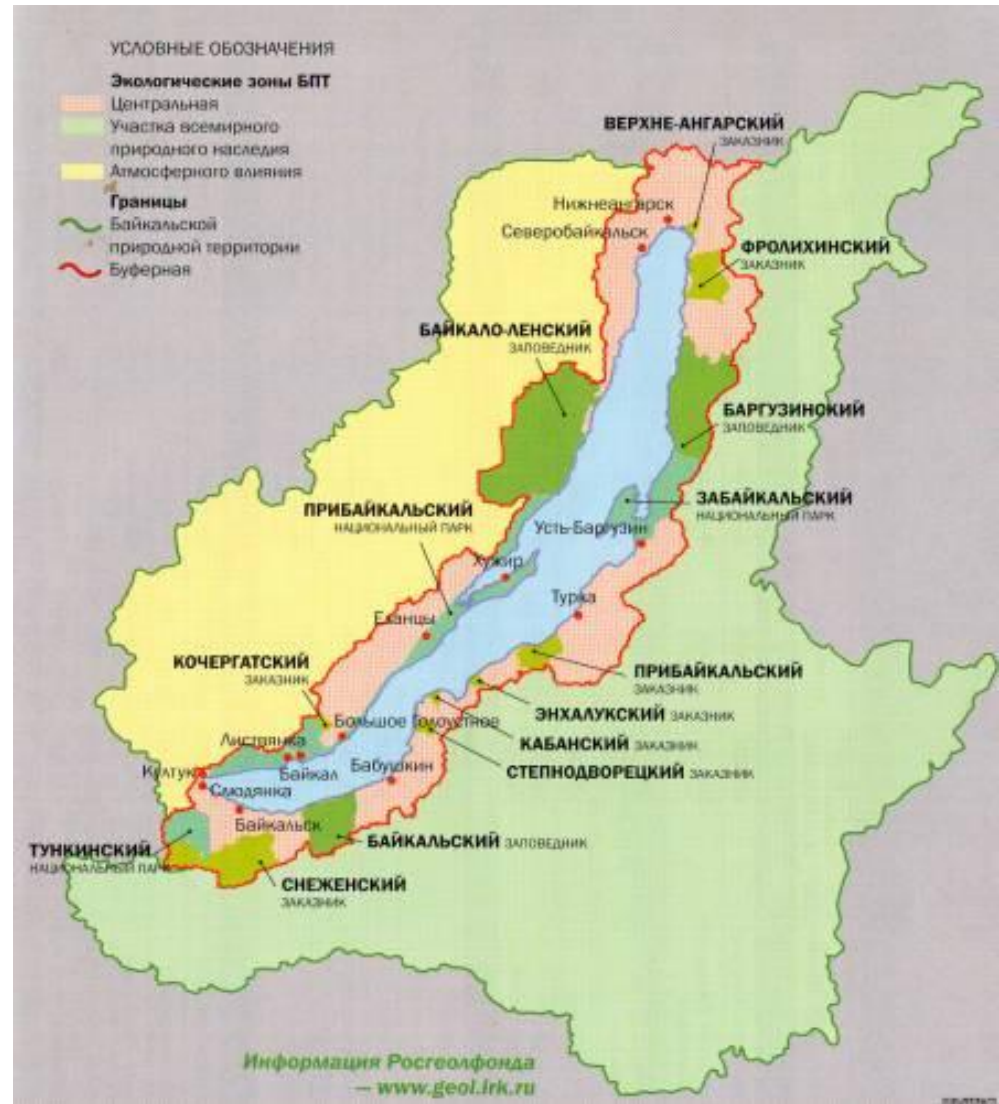 УСЛОВНЫЕ ОБОЗНАЧЕНИЯ
Экологические зоны БПТ
Центральная
Участка всемирного
природного наследия
Атмосферного влияния
Границы
Байкальской
природной территории
Буферная
ВЕРХНЕ-АНГАРСКИЙ
ЗАКАЗНИК
Нижнеангарск
Северобайкальск
ФРОЛИХИНСКИЙ
ЗАКАЗНИК
БАЙКАЛО-ЛЕНСКИЙ
ЗАПОВЕДНИК
БАРГУЗИНСКИЙ
ЗАПОВЕДНИК
ПРИБАЙКАЛЬСКИЙ
НАЦИОНАЛЬНЫЙ ПАРК
ЗАБАЙКАЛЬСКИЙ
НАЦИОНАЛЬНЫЙ ПАРК
Усть-Баргузин
Хужир
Турка
Еланцы
КОЧЕРГАТСКИЙ
ЗАКАЗНИК
ПРИБАЙКАЛЬСКИЙ
ЗАКАЗНИК
ЭНХАЛУКСКИЙ ЗАКАЗНИК
Большое Голоустное
КАБАНСКИЙ ЗАКАЗНИК
Листвянка
СТЕПНОДВОРЕЦКИЙ ЗАКАЗНИК
Култук
Байкал
Бабушкин
Слюдянка
Байкальск
БАЙКАЛЬСКИЙ ЗАПОВЕДНИК
ТУНКИНСКИЙ
НАЦИОНАЛЬНЫЙ ПАРК
СНЕЖЕНСКИЙ
ЗАКАЗНИК
Информация Росгеолфонда
— www.geol.irk.ru